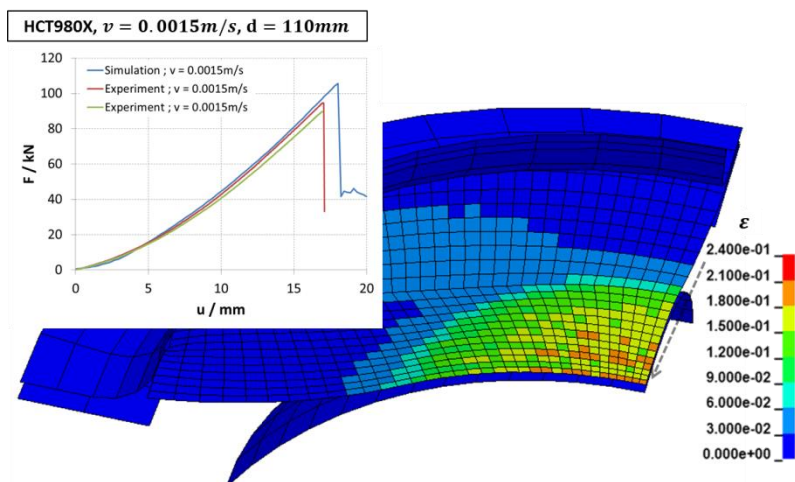 HCT980X, v = 0.0015m/s, d = 110mm
120
100
80
60
40
20
0
F / kN
Simulation ; v = 0.0015m/s
Experiment ; v = 0.0015m/s
Experiment ; v = 0.0015m/s
0 5 10 15 20
u / mm
ε
2.400e-01
2.100e-01
1.800e-01
1.500e-01
1.200e-01
9.000e-02
6.000e-02
3.000e-02
0.000e+00